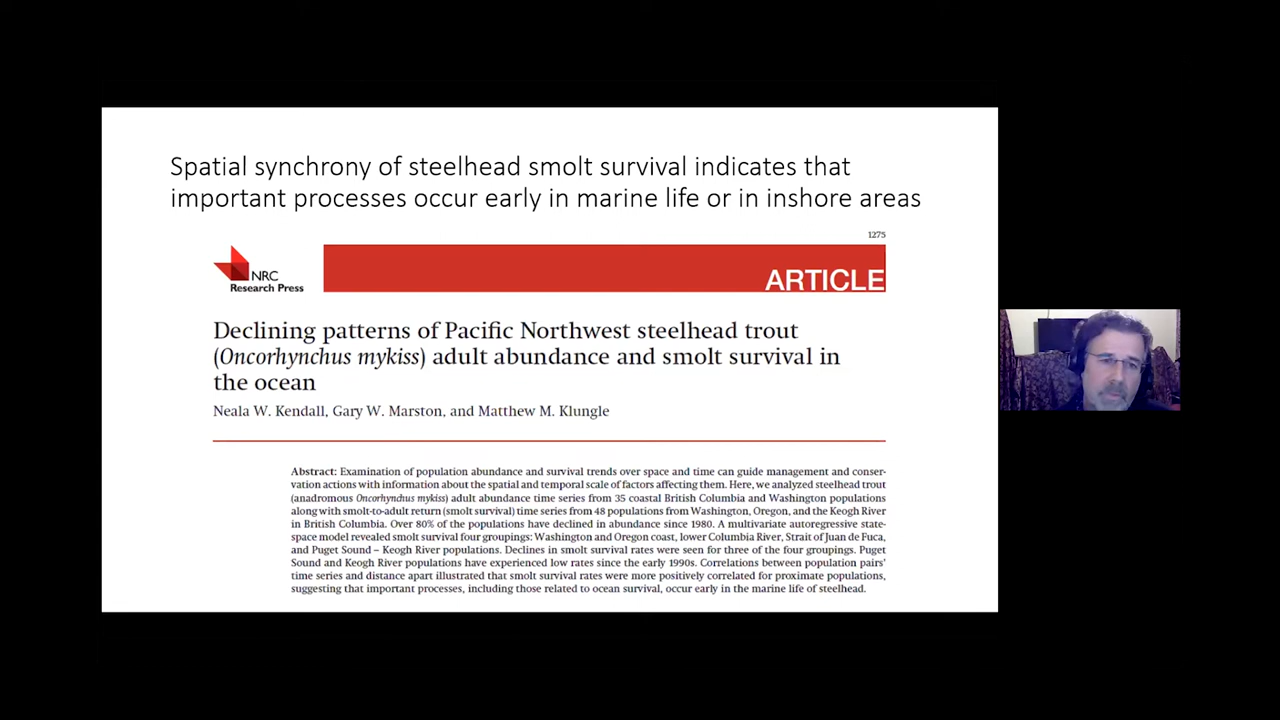 Spatial synchrony of steelhead smolt survival indicates that
important processes occur early in marine life or in inshore areas
1275
NRC
Research Press
ARTICLE
Declining patterns of Pacific Northwest steelhead trout
(Oncorhynchus mykiss) adult abundance and smolt survival in
the ocean
Neala W. Kendall, Gary W. Marston, and Matthew M. Klungle
Abstract: Examination of population abundance and survival trends over space and time can guide management and conser-
vation actions with information about the spatial and temporal scale of factors affecting them. Here, we analyzed steelhead trout
(anadromous Oncorhynchus mykiss) adult abundance time series from 35 coastal British Columbia and Washington populations
along with smolt-to-adult return (smolt survival) time series from 48 populations from Washington, Oregon, and the Keogh River
in British Columbia. Over 80% of the populations have declined in abundance since 1980. A multivariate autoregressive state-
space model revealed smolt survival four groupings: Washington and Oregon coast, lower Columbia River, Strait of Juan de Fuca,
and Puget Sound – Keogh River populations. Declines in smolt survival rates were seen for three of the four groupings. Puget
Sound and Keogh River populations have experienced low rates since the early 1990s. Correlations between population pairs'
time series and distance apart illustrated that smolt survival rates were more positively correlated for proximate populations,
suggesting that important processes, including those related to ocean survival, occur early in the marine life of steelhead.